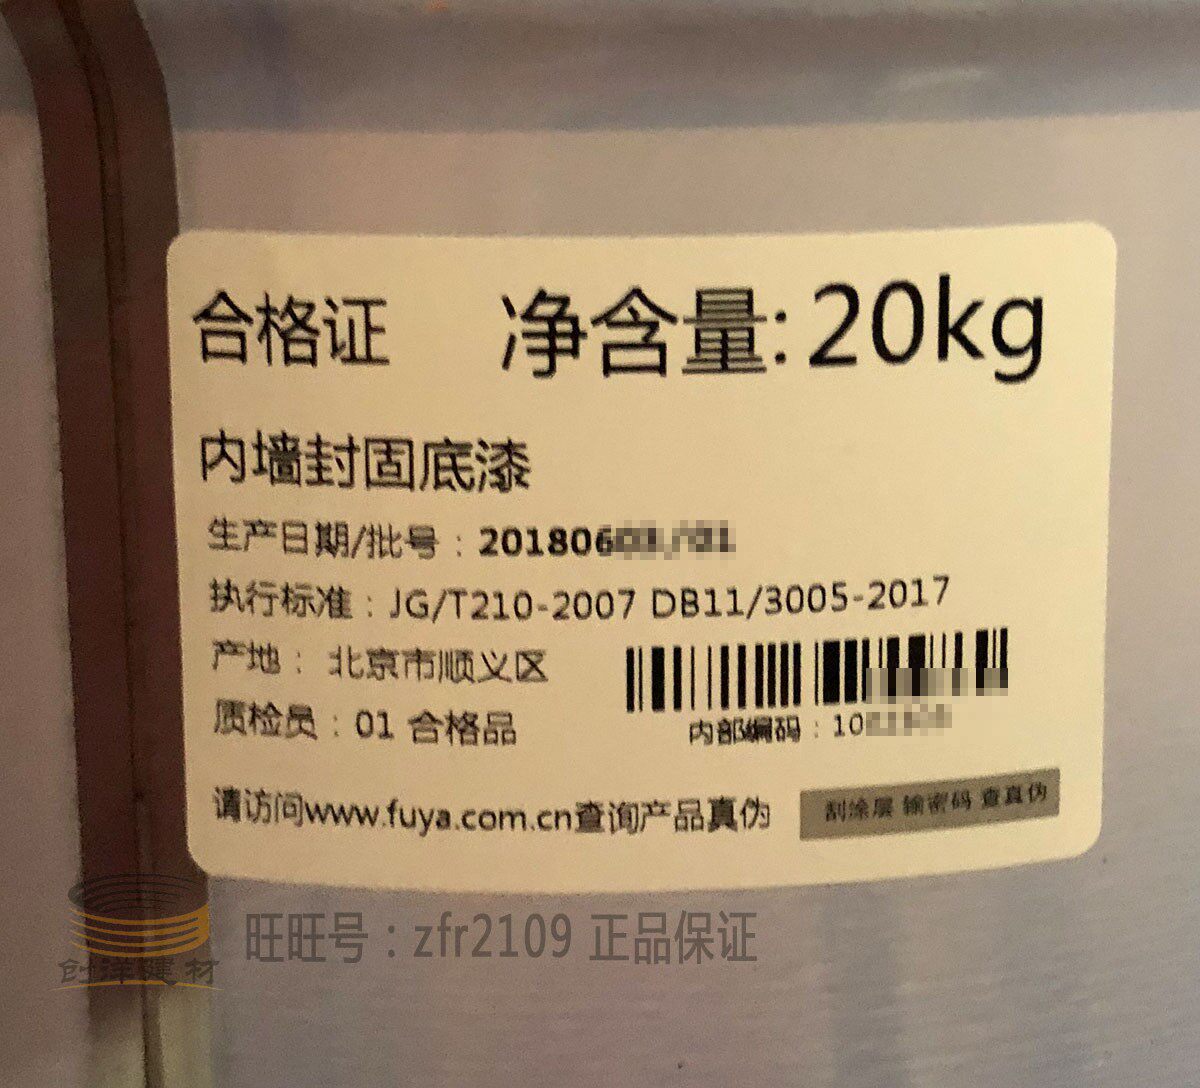 合格证 净含量:20kg
内墙封固底漆
生产日期/批号：201806
执行标准：JG/T210-2007 DB11/3005-2017
产地： 北京市顺义区
质检员：01 合格品
内部编码：10
请访问www.fuya.com.cn查询产品真伪
刮涂层 输密码 查真伪
旺旺号：zfr2109 正品保证
创洋建材